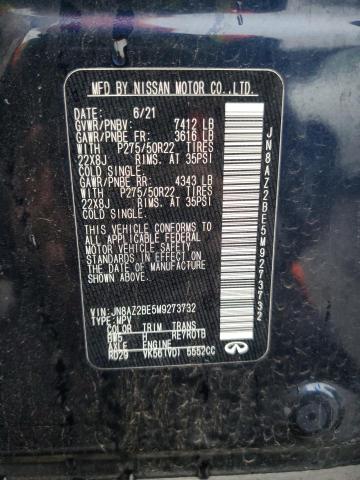 MFD BY NISSAN MOTOR CO.,LTD.
DATE: 6/21
GVWR/PNBV: 7412 LB
GAWR/PNBE FR: 3616 LB
WITH P275/50R22 TIRES
22X8J RIMS, AT 35PSI
COLD SINGLE
GAWR/PNBE RR: 4343 LB
WITH P275/50R22 TIRES
22X8J RIMS, AT 35PSI
COLD SINGLE
THIS VEHICLE CONFORMS TO
ALL APPLICABLE FEDERAL
MOTOR VEHICLE SAFETY
STANDARDS IN EFFECT ON
THE DATE OF MANUFACTURE
SHOWN ABOVE.
VIN: JN8AZ2BE5M9273732
TYPE: MPV
COLOR TRIM TRANS
RW5 H RE7R01B
AXLE ENGINE
RD29 VK56(VD) 5552CC
INFINITI
JN8AZ2BE5M9273732